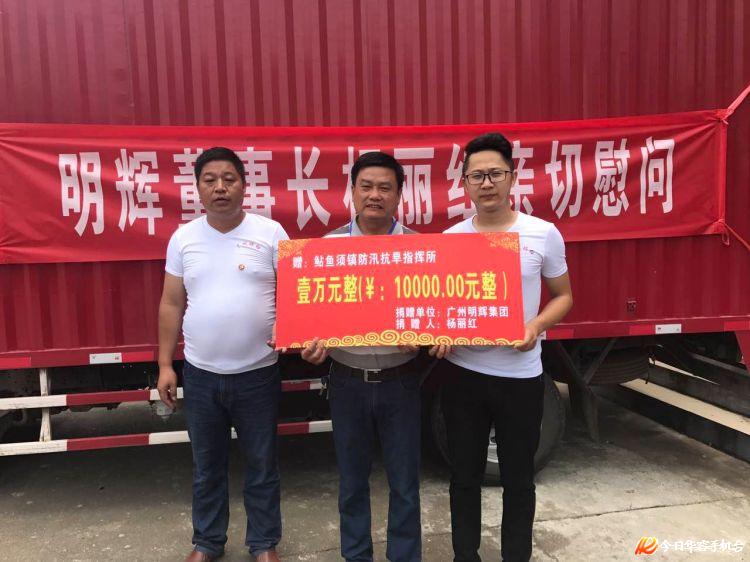 明辉董事长杨丽红亲切慰问
赠：鲇鱼须镇防汛抗旱指挥所
壹万元整(¥：10000.00元整)
捐赠单位：广州明辉集团
捐赠人：杨丽红
今日华容手机台